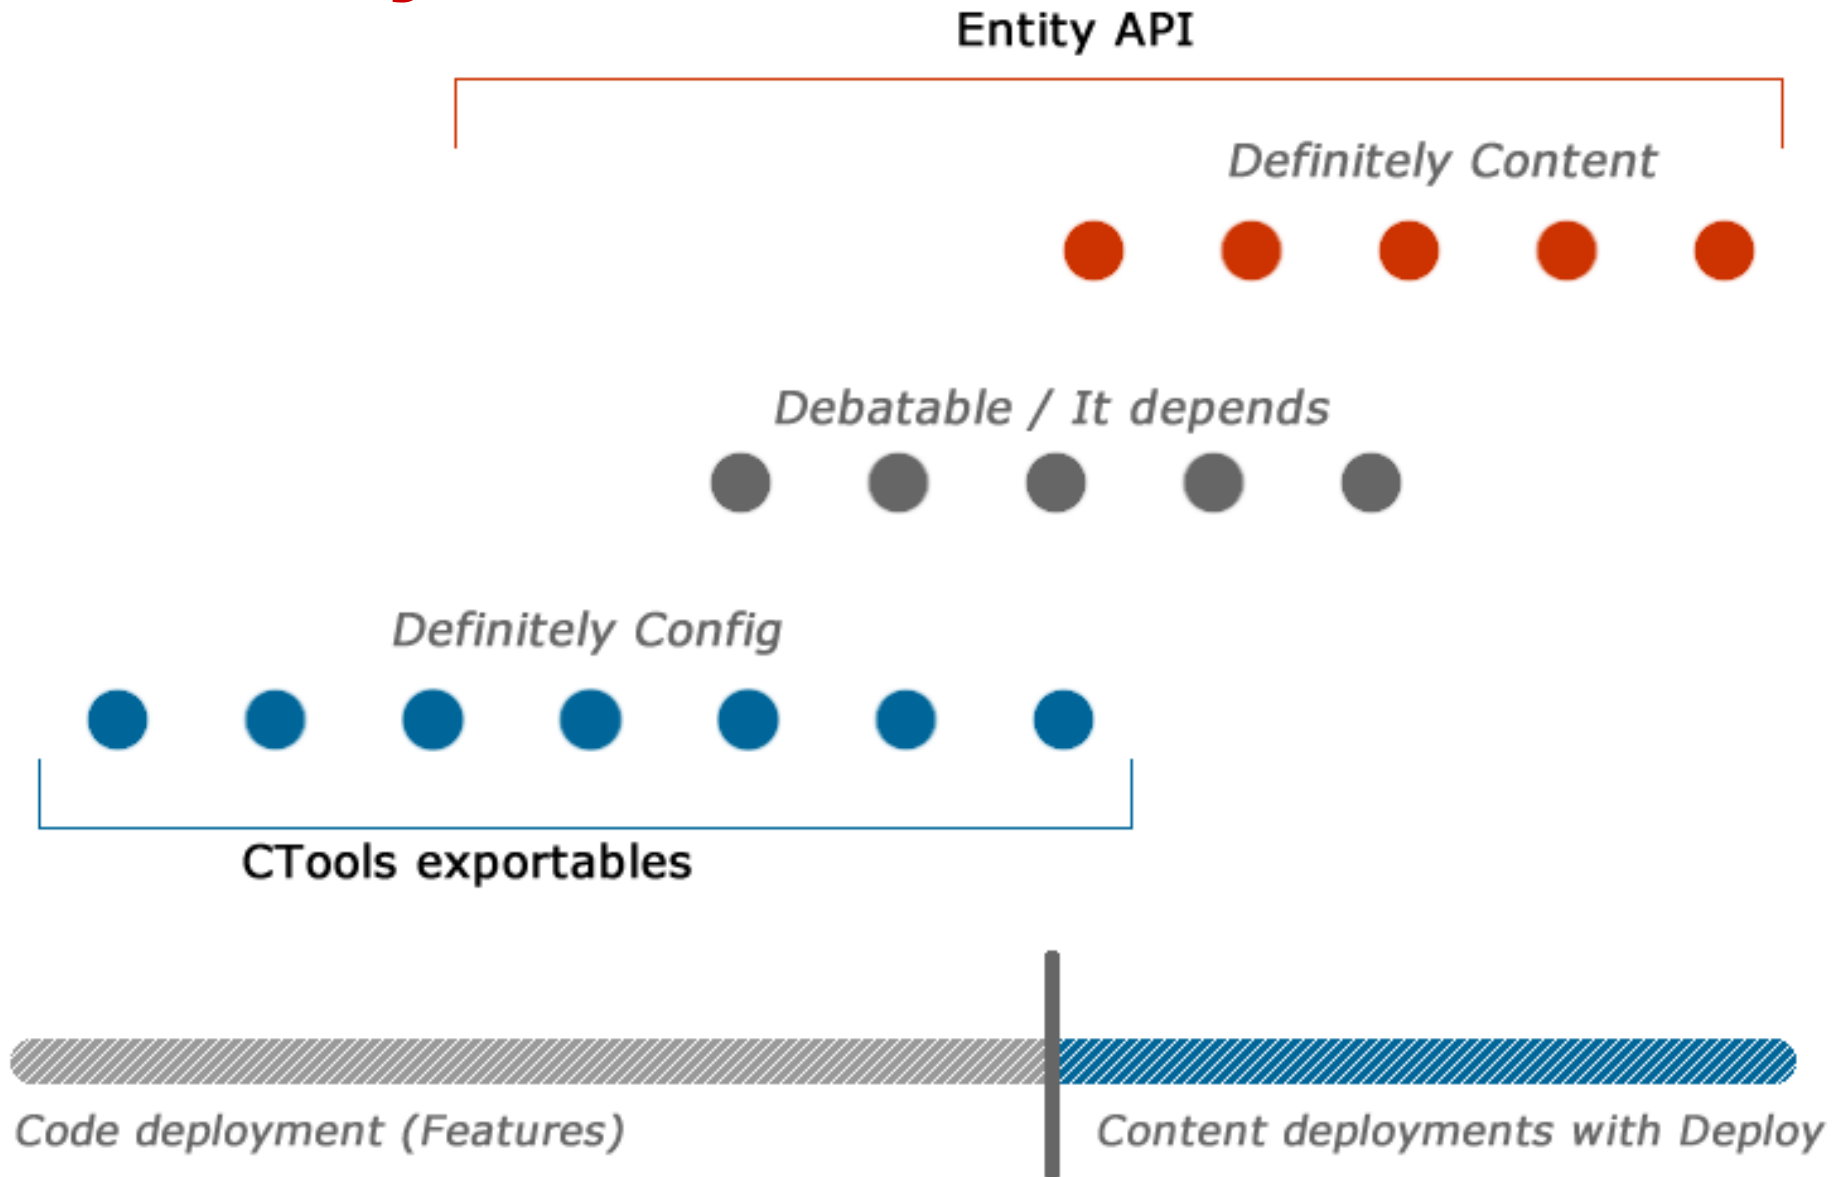 Entity API
Definitely Content
Debatable / It depends
Definitely Config
CTools exportables
Code deployment (Features)
Content deployments with Deploy